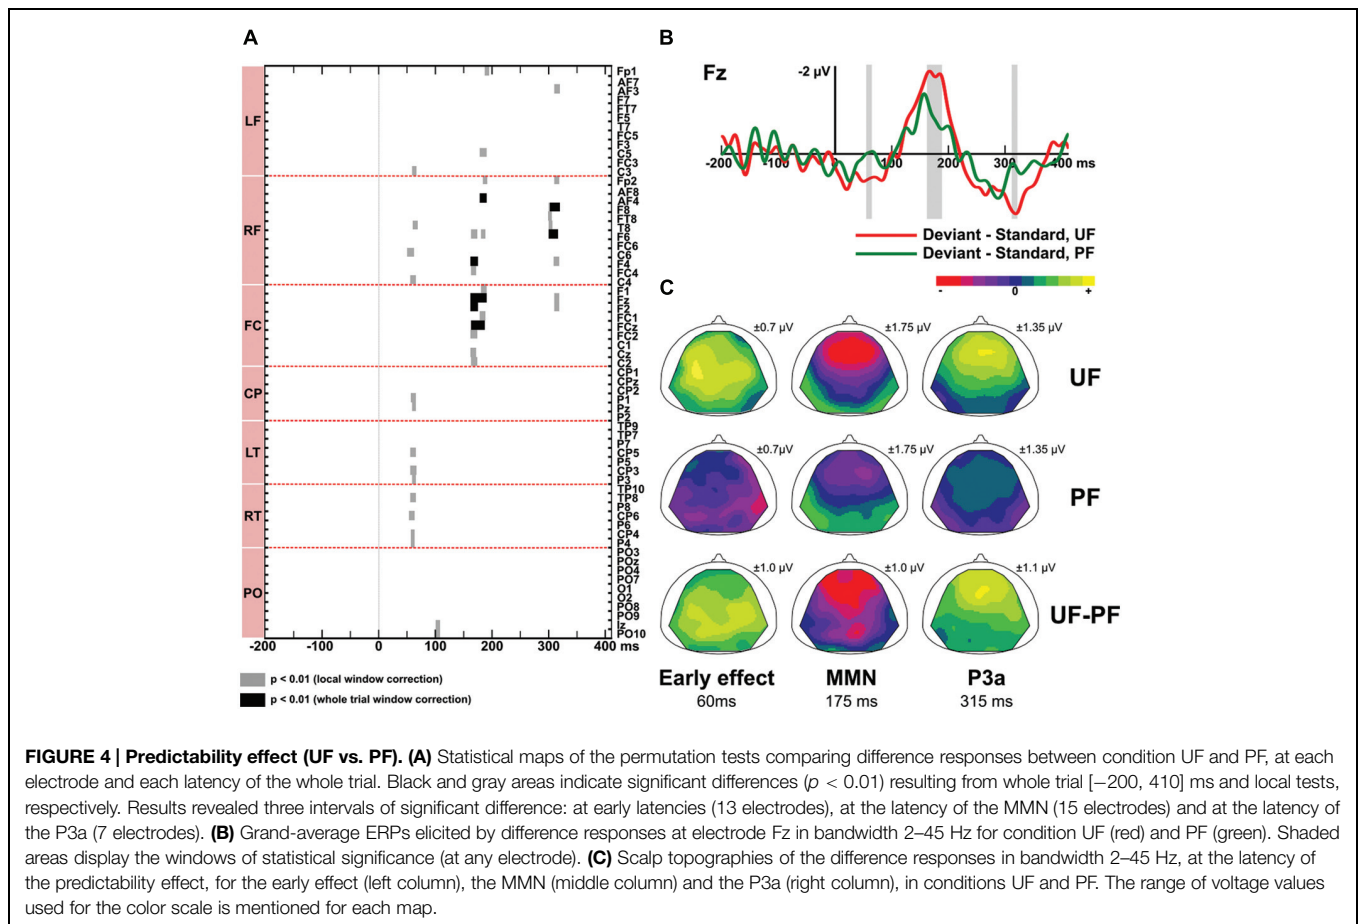 A
LF
RF
FC
CP
LT
RT
PO
Fp1
AF7
AF3
F7
FT7
F5
T7
FC5
F3
C5
FC3
C3
Fp2
AF8
AF4
F8
FT8
T8
F6
FC6
C6
F4
FC4
C4
F1
Fz
F2
FC1
FCz
FC2
C1
Cz
C2
CP1
CPz
CP2
P1
Pz
P2
TP9
TP7
P7
CP5
P5
CP3
P3
TP10
TP8
P8
CP6
P6
CP4
P4
PO3
POz
PO4
PO7
O1
O2
PO8
PO9
Iz
PO10
-200 -100 0 100 200 300 400 ms
p < 0.01 (local window correction)
p < 0.01 (whole trial window correction)
B
Fz
-2 µV
-200 -100 0 100 200 300 400 ms
Deviant - Standard, UF
Deviant - Standard, PF
- 0 +
C
±0.7 µV ±1.75 µV ±1.35 µV
UF
±0.7µV ±1.75 µV ±1.35 µV
PF
±1.0 µV ±1.0 µV ±1.1 µV
UF-PF
Early effect MMN P3a
60ms 175 ms 315 ms
FIGURE 4 | Predictability effect (UF vs. PF). (A) Statistical maps of the permutation tests comparing difference responses between condition UF and PF, at each
electrode and each latency of the whole trial. Black and gray areas indicate significant differences (p < 0.01) resulting from whole trial [−200, 410] ms and local tests,
respectively. Results revealed three intervals of significant difference: at early latencies (13 electrodes), at the latency of the MMN (15 electrodes) and at the latency of
the P3a (7 electrodes). (B) Grand-average ERPs elicited by difference responses at electrode Fz in bandwidth 2–45 Hz for condition UF (red) and PF (green). Shaded
areas display the windows of statistical significance (at any electrode). (C) Scalp topographies of the difference responses in bandwidth 2–45 Hz, at the latency of
the predictability effect, for the early effect (left column), the MMN (middle column) and the P3a (right column), in conditions UF and PF. The range of voltage values
used for the color scale is mentioned for each map.